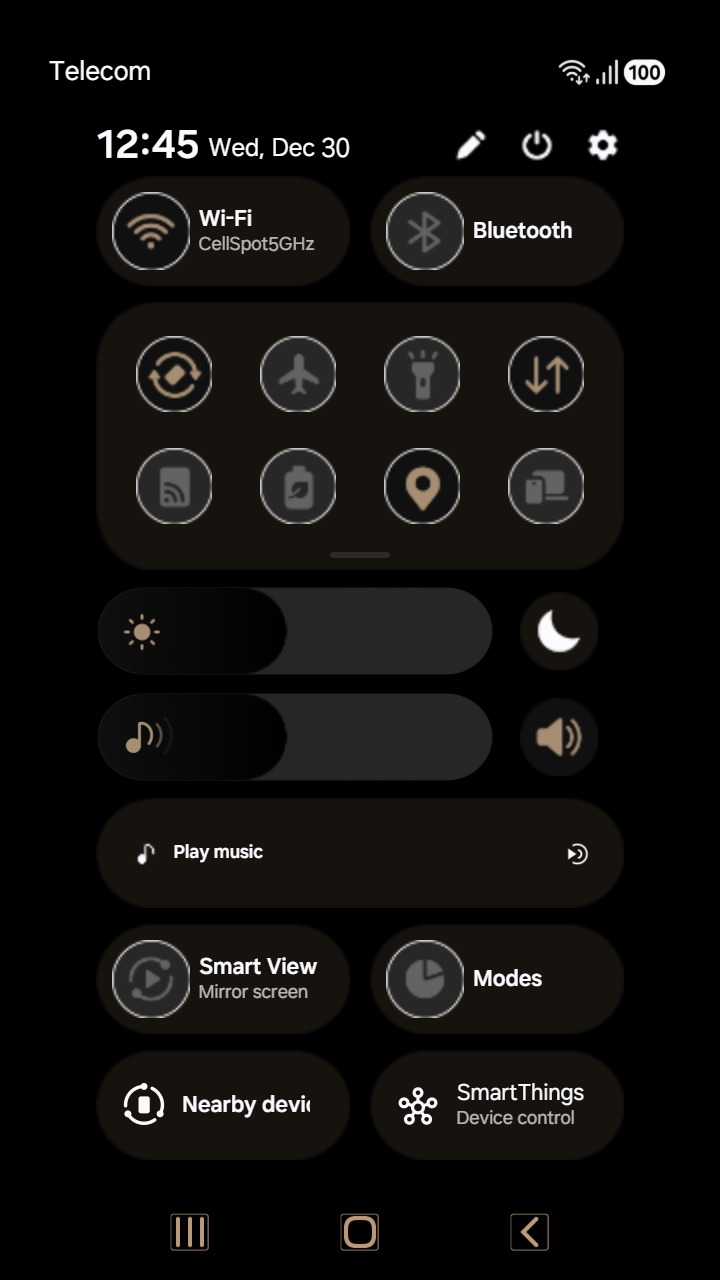 Telecom
100
12:45 Wed, Dec 30
Wi-Fi
CellSpot5GHz
Bluetooth
Play music
Smart View
Mirror screen
Modes
Nearby devi
SmartThings
Device control